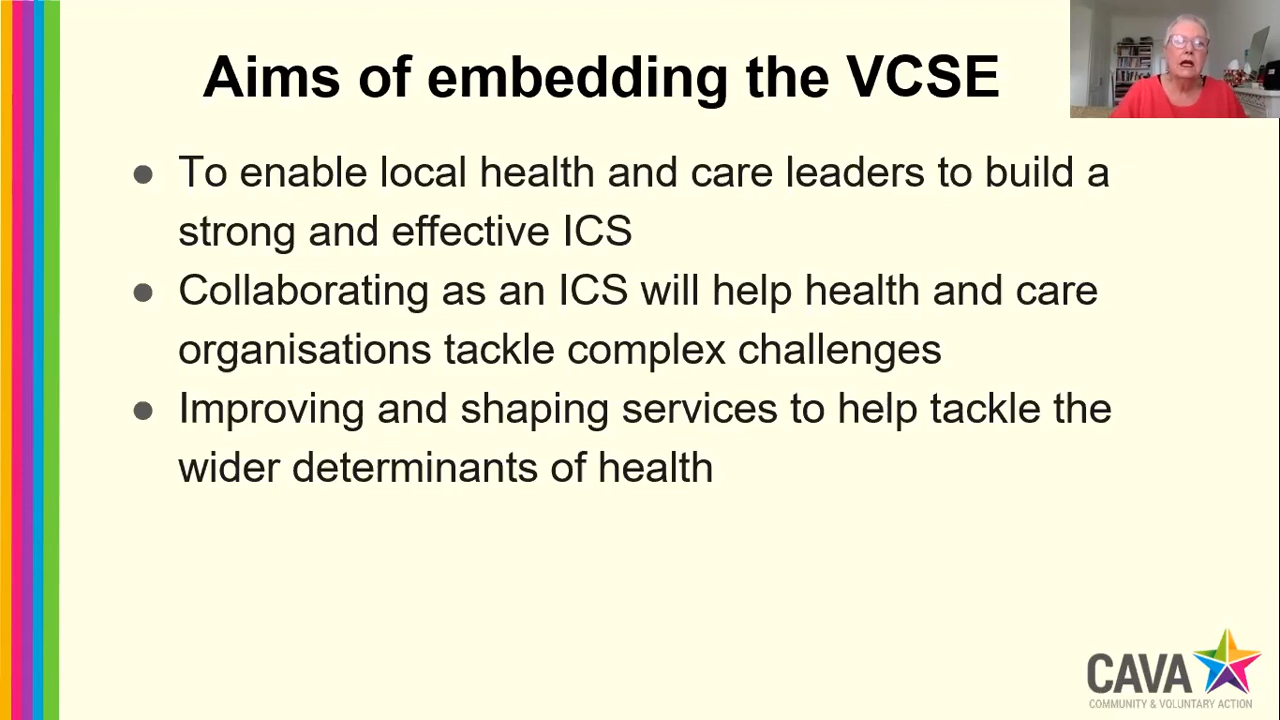 Aims of embedding the VCSE
● To enable local health and care leaders to build a
strong and effective ICS
● Collaborating as an ICS will help health and care
organisations tackle complex challenges
● Improving and shaping services to help tackle the
wider determinants of health
CAVA
COMMUNITY & VOLUNTARY ACTION